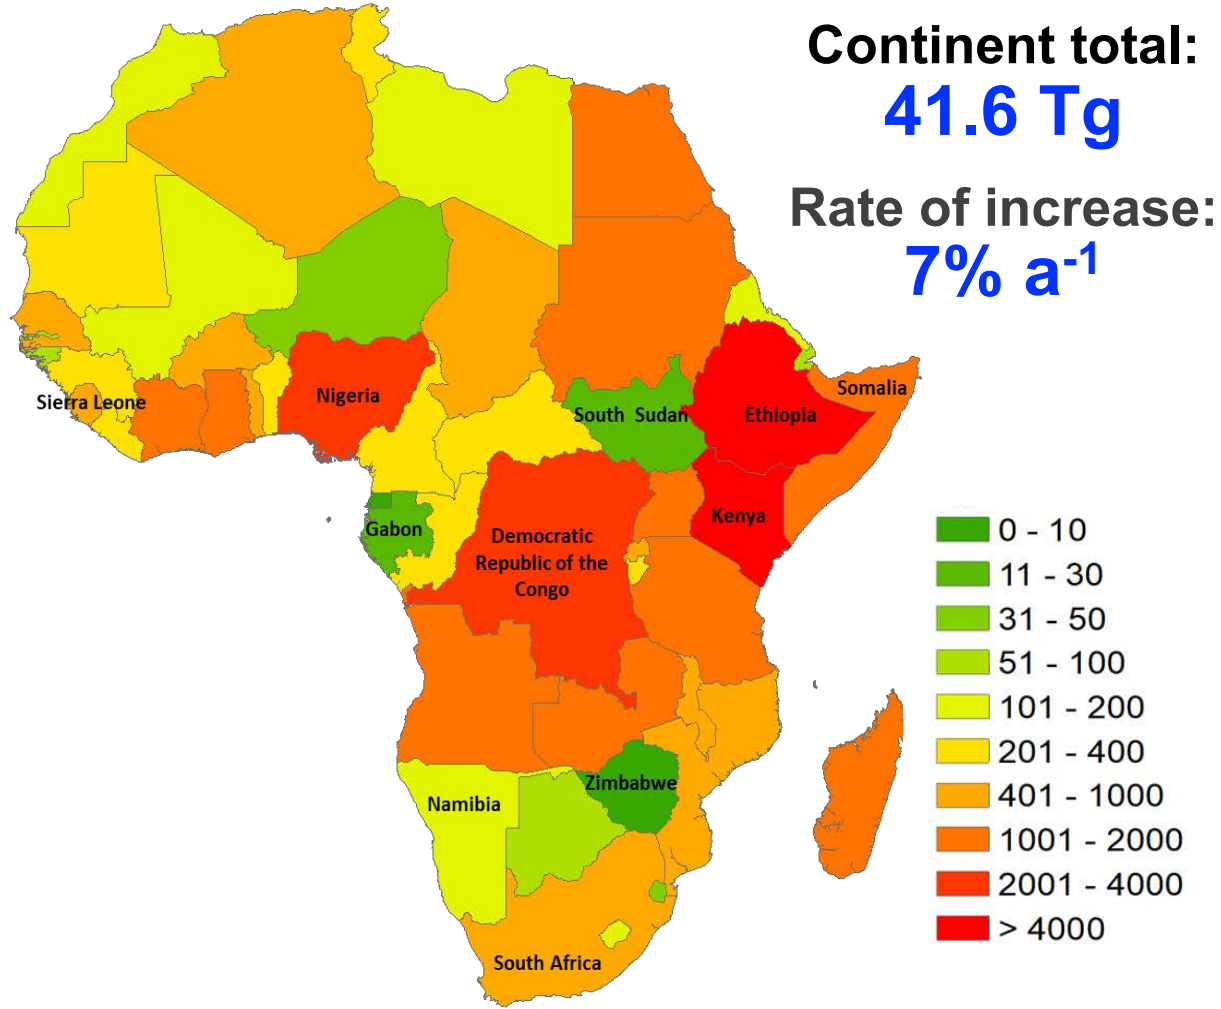 Continent total:
41.6 Tg
Rate of increase:
7% a-1
Nigeria
Sierra Leone
Somalia
South Sudan
Ethiopia
Gabon
Kenya
Democratic
Republic of the
Congo
Zimbabwe
Namibia
South Africa
0 - 10
11 - 30
31 - 50
51 - 100
101 - 200
201 - 400
401 - 1000
1001 - 2000
2001 - 4000
> 4000